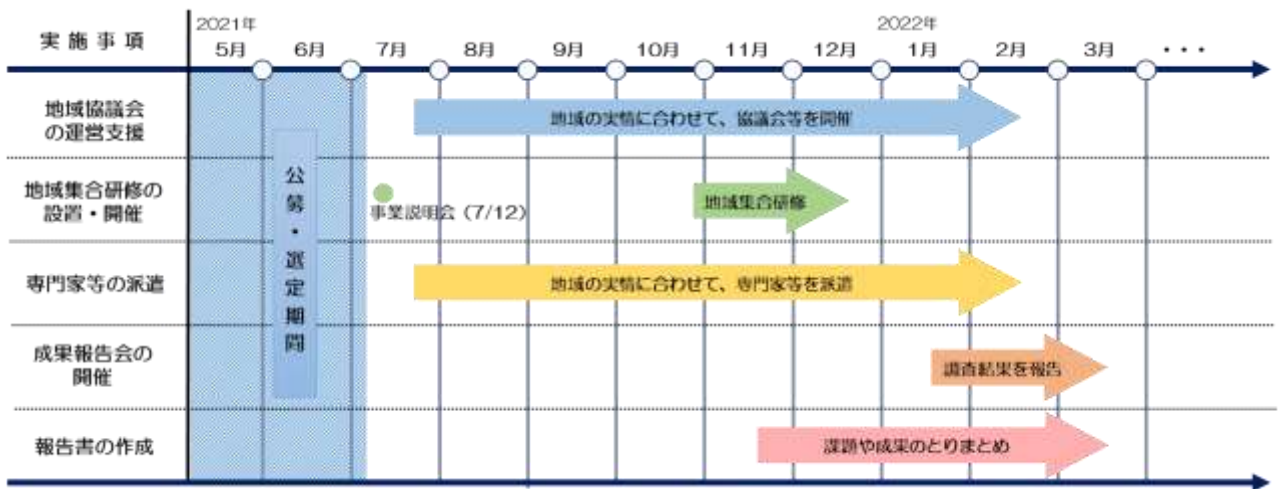 2021年
2022年
実施事項
5月 6月 7月 8月 9月 10月 11月 12月 1月 2月 3月 ・・・
地域協議会
の運営支援
地域の実情に合わせて、協議会等を開催
公募・選定期間
地域集合研修の
設置・開催
事業説明会（7/12）
地域集合研修
専門家等の派遣
地域の実情に合わせて、専門家等を派遣
成果報告会の
開催
調査結果を報告
報告書の作成
課題や成果のとりまとめ